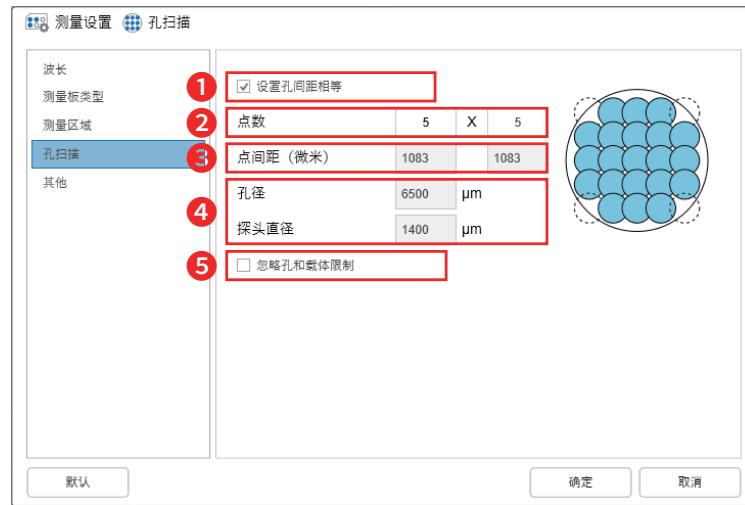 测量设置 孔扫描
波长
测量板类型
测量区域
孔扫描
其他
1 设置孔间距相等
2 点数 5 X 5
3 点间距（微米） 1083 1083
4 孔径 6500 µm
探头直径 1400 µm
5 忽略孔和载体限制
默认 确定 取消